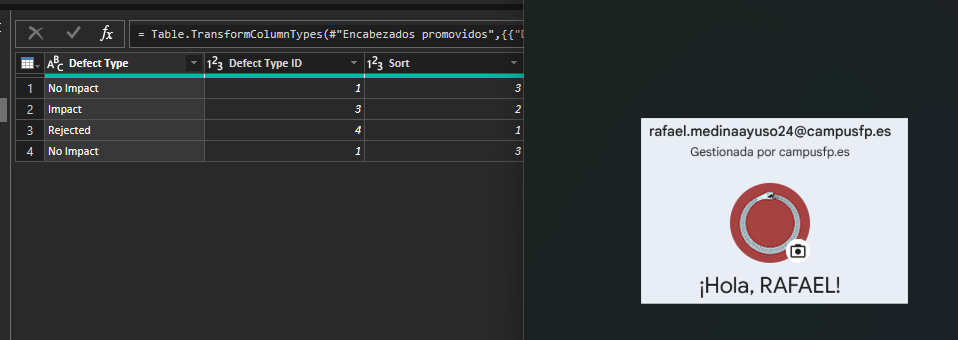 fx = Table.TransformColumnTypes(#"Encabezados promovidos",{{"D
ABC Defect Type 123 Defect Type ID 123 Sort
1 No Impact 1 3
2 Impact 3 2
3 Rejected 4 1
4 No Impact 1 3
rafael.medinaayuso24@campusfp.es
Gestionada por campusfp.es
¡Hola, RAFAEL!